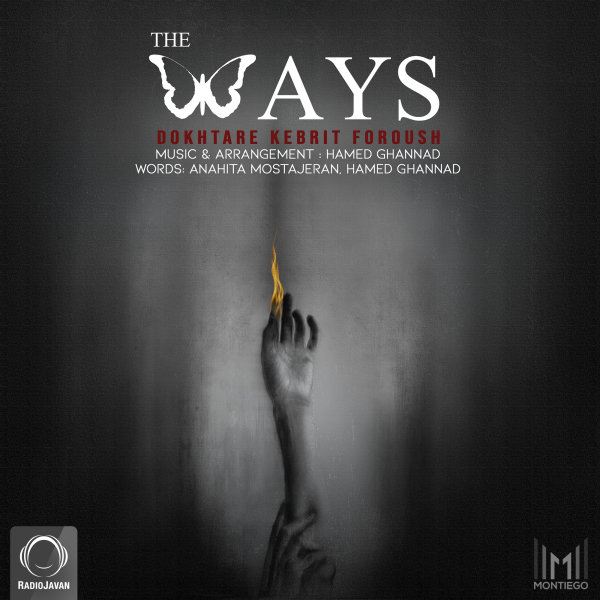 THE
WAYS
DOKHTARE KEBRIT FOROUSH
MUSIC & ARRANGEMENT : HAMED GHANNAD
WORDS: ANAHITA MOSTAJERAN, HAMED GHANNAD
RADIOJAVAN
M
MONTIEGO